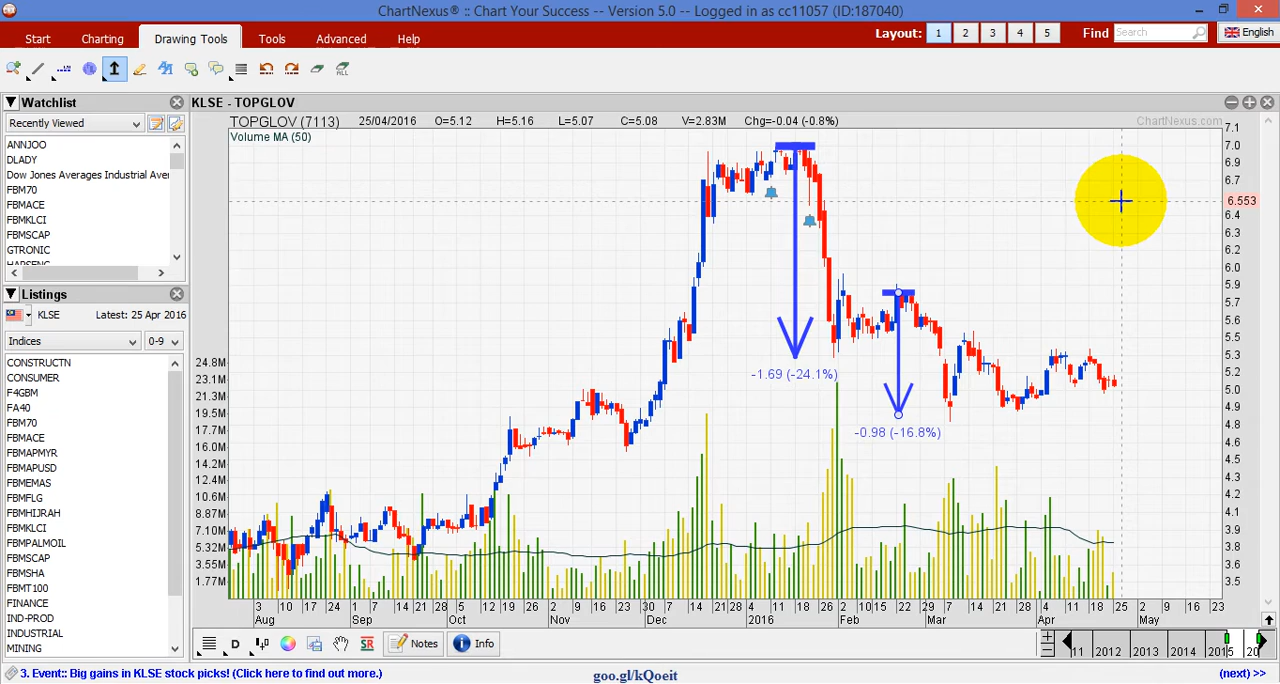 ChartNexus® :: Chart Your Success -- Version 5.0 -- Logged in as cc11057 (ID:187040)
Start Charting Drawing Tools Tools Advanced Help Layout: 1 2 3 4 5 Find Search English
ALL
Watchlist
Recently Viewed
ANNJOO
DLADY
Dow Jones Averages Industrial Aver
FBM70
FBMACE
FBMKLCI
FBMSCAP
GTRONIC
Listings
KLSE Latest: 25 Apr 2016
Indices 0-9
CONSTRUCTN
CONSUMER
F4GBM
FA40
FBM70
FBMACE
FBMAPMYR
FBMAPUSD
FBMEMAS
FBMFLG
FBMHIJRAH
FBMKLCI
FBMPALMOIL
FBMSCAP
FBMSHA
FBMT100
FINANCE
IND-PROD
INDUSTRIAL
MINING
KLSE - TOPGLOV
TOPGLOV (7113) 25/04/2016 O=5.12 H=5.16 L=5.07 C=5.08 V=2.83M Chg=-0.04 (-0.8%)
ChartNexus.com
Volume MA (50)
7.1
7.0
6.9
6.7
6.553
6.4
6.3
6.2
6.0
5.9
5.7
5.6
5.5
5.3
5.2
5.0
4.9
4.8
4.6
4.5
4.3
4.2
4.1
3.9
3.8
3.6
3.5
-1.69 (-24.1%)
-0.98 (-16.8%)
24.8M
23.1M
21.3M
19.5M
17.7M
16.0M
14.2M
12.4M
10.6M
8.87M
7.10M
5.32M
3.55M
1.77M
3 10 17 24 1 7 14 21 28 5 12 19 26 2 9 16 23 30 7 14 21 28 4 11 18 26 2 10 15 22 29 7 14 21 28 4 11 18 25 2 9 16 23
Aug Sep Oct Nov Dec 2016 Feb Mar Apr May
D SR Notes Info
11 2012 2013 2014 2015 20
3. Event:: Big gains in KLSE stock picks! (Click here to find out more.) goo.gl/kQoeit (next) >>